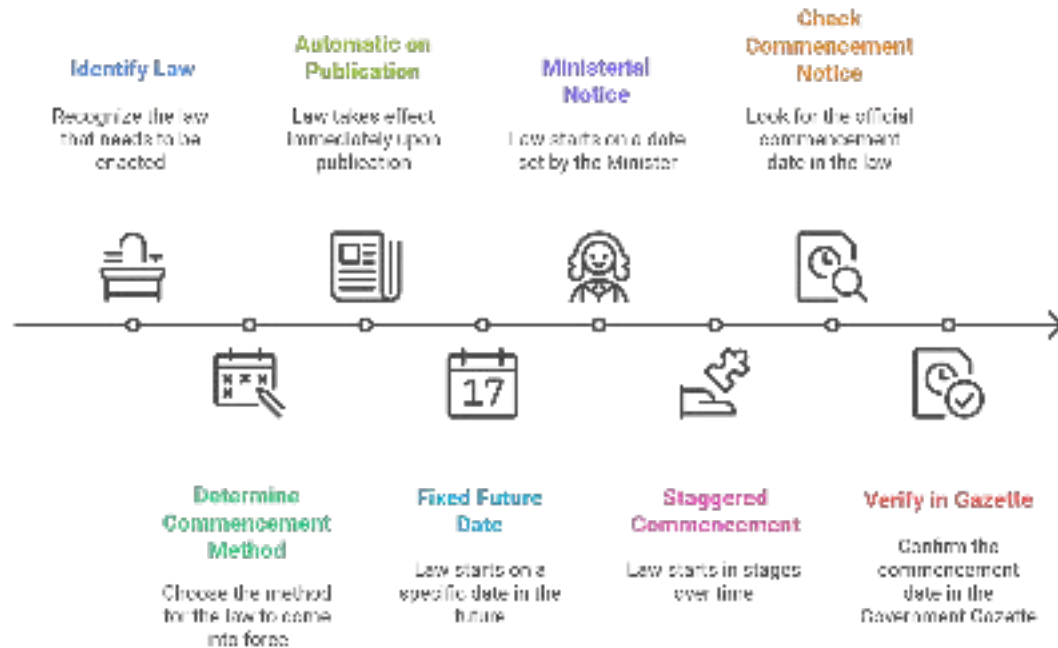 Identify Law
Recognize the law
that needs to be
enacted
Determine
Commencement
Method
Choose the method
for the law to come
into force
Automatic on
Publication
Law takes effect
immediately upon
publication
17
Fixed Future
Date
Law starts on a
specific date in the
future
Ministerial
Notice
Law starts on a date
set by the Minister
Staggered
Commencement
Law starts in stages
over time
Check
Commencement
Notice
Look for the official
commencement
date in the law
Verify in Gazette
Confirm the
commencement
date in the
Government Gazette